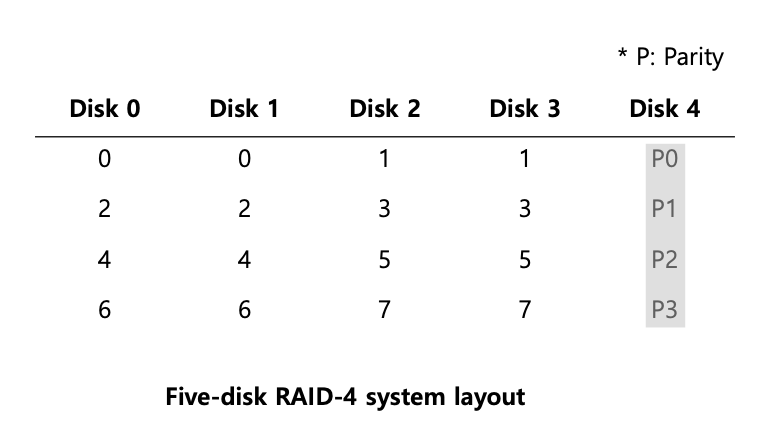 * P: Parity
Disk 0 Disk 1 Disk 2 Disk 3 Disk 4
0 0 1 1 P0
2 2 3 3 P1
4 4 5 5 P2
6 6 7 7 P3
Five-disk RAID-4 system layout